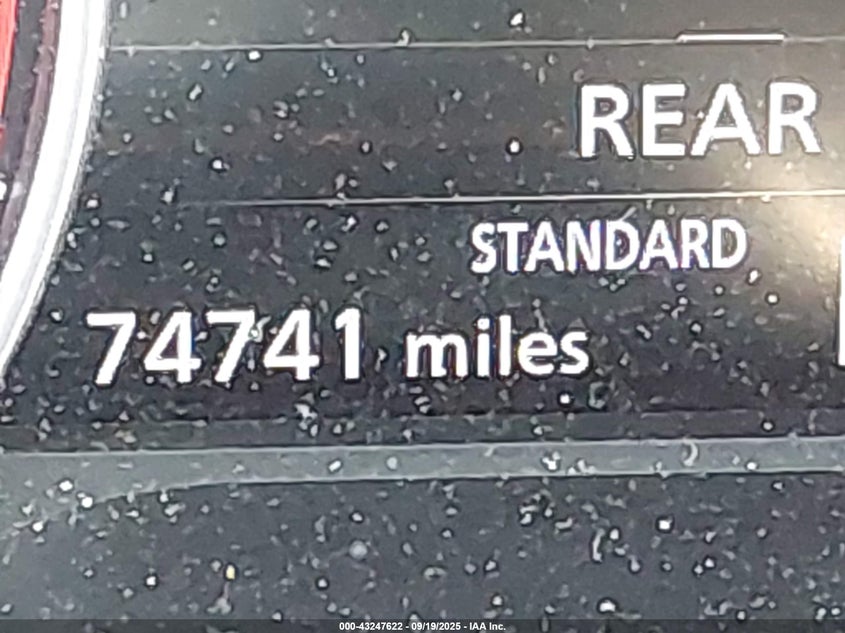 REAR
STANDARD
74741 miles
000-43247622 - 09/19/2025 - IAA Inc.